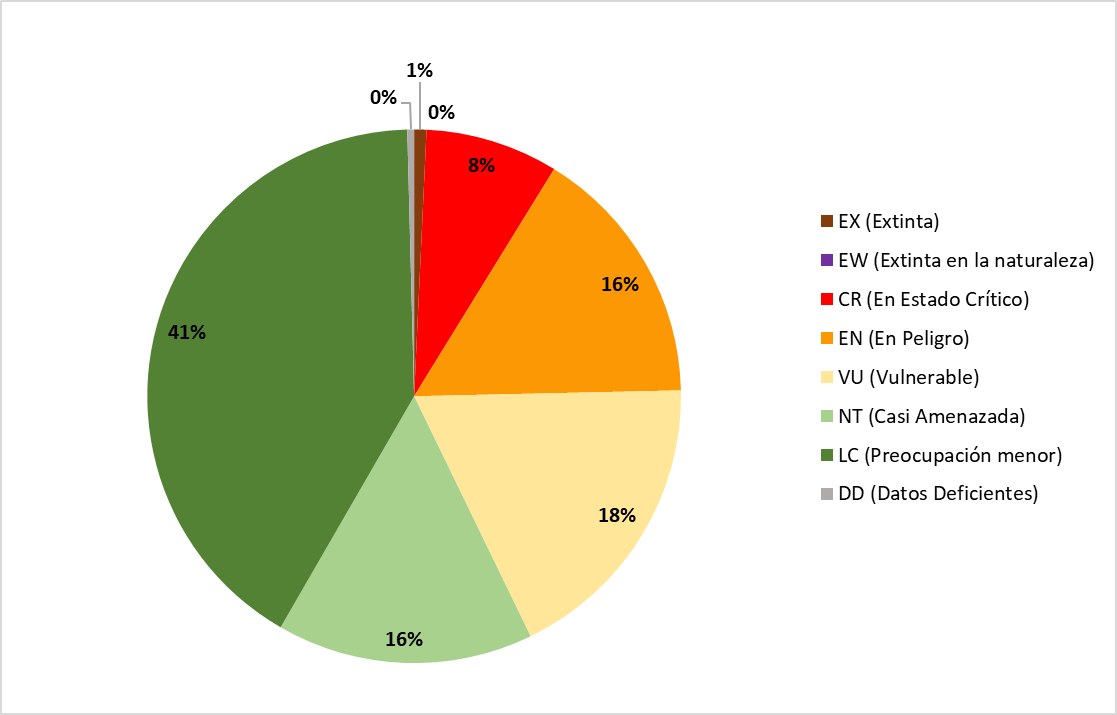 1%
0%
0%
8%
16%
41%
18%
16%
EX (Extinta)
EW (Extinta en la naturaleza)
CR (En Estado Crítico)
EN (En Peligro)
VU (Vulnerable)
NT (Casi Amenazada)
LC (Preocupación menor)
DD (Datos Deficientes)